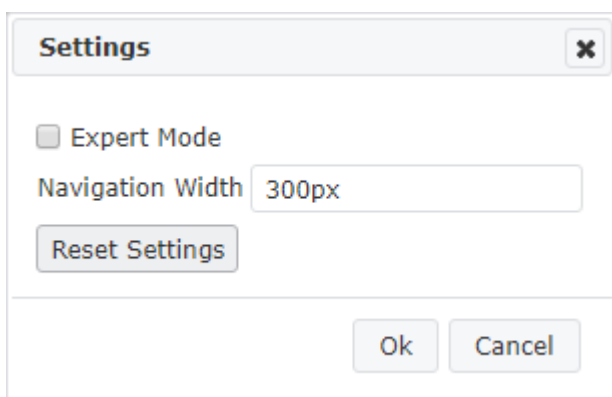 Settings
Expert Mode
Navigation Width 300px
Reset Settings
Ok Cancel